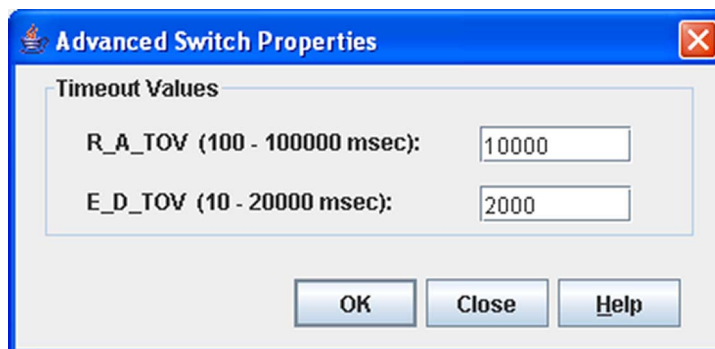 Advanced Switch Properties
Timeout Values
R_A_TOV (100 - 100000 msec): 10000
E_D_TOV (10 - 20000 msec): 2000
OK Close Help